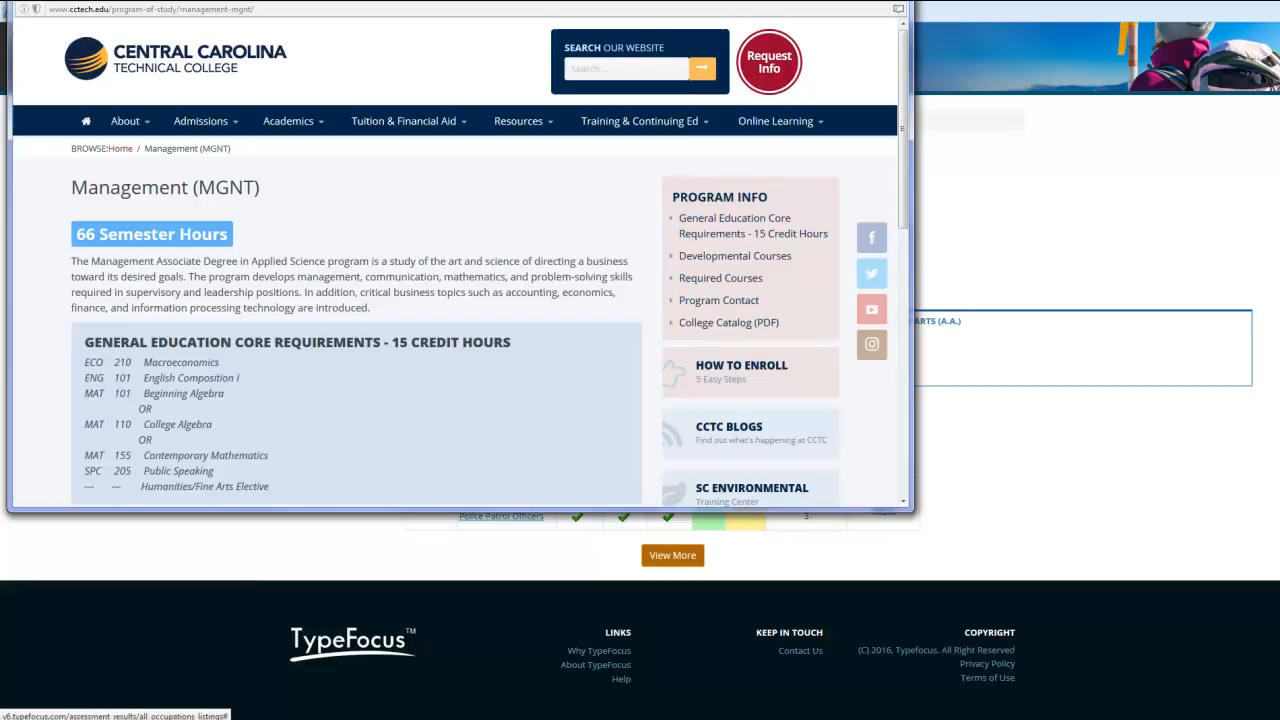 www.cctech.edu/program-of-study/management-mgnt/
CENTRAL CAROLINA
TECHNICAL COLLEGE
SEARCH OUR WEBSITE
Search...
Request
Info
About
Admissions
Academics
Tuition & Financial Aid
Resources
Training & Continuing Ed
Online Learning
BROWSE:Home / Management (MGNT)
Management (MGNT)
66 Semester Hours
The Management Associate Degree in Applied Science program is a study of the art and science of directing a business
toward its desired goals. The program develops management, communication, mathematics, and problem-solving skills
required in supervisory and leadership positions. In addition, critical business topics such as accounting, economics,
finance, and information processing technology are introduced.
GENERAL EDUCATION CORE REQUIREMENTS - 15 CREDIT HOURS
ECO 210 Macroeconomics
ENG 101 English Composition I
MAT 101 Beginning Algebra
OR
MAT 110 College Algebra
OR
MAT 155 Contemporary Mathematics
SPC 205 Public Speaking
--- --- Humanities/Fine Arts Elective
PROGRAM INFO
General Education Core
Requirements - 15 Credit Hours
Developmental Courses
Required Courses
Program Contact
College Catalog (PDF)
HOW TO ENROLL
5 Easy Steps
CCTC BLOGS
Find out what's happening at CCTC
SC ENVIRONMENTAL
Training Center
ARTS (A.A.)
Police Patrol Officers
3
View More
TypeFocus™
LINKS
Why TypeFocus
About TypeFocus
Help
KEEP IN TOUCH
Contact Us
COPYRIGHT
(C) 2016, Typefocus. All Right Reserved
Privacy Policy
Terms of Use
v6.typefocus.com/assessment_results/all_occupations_listings#